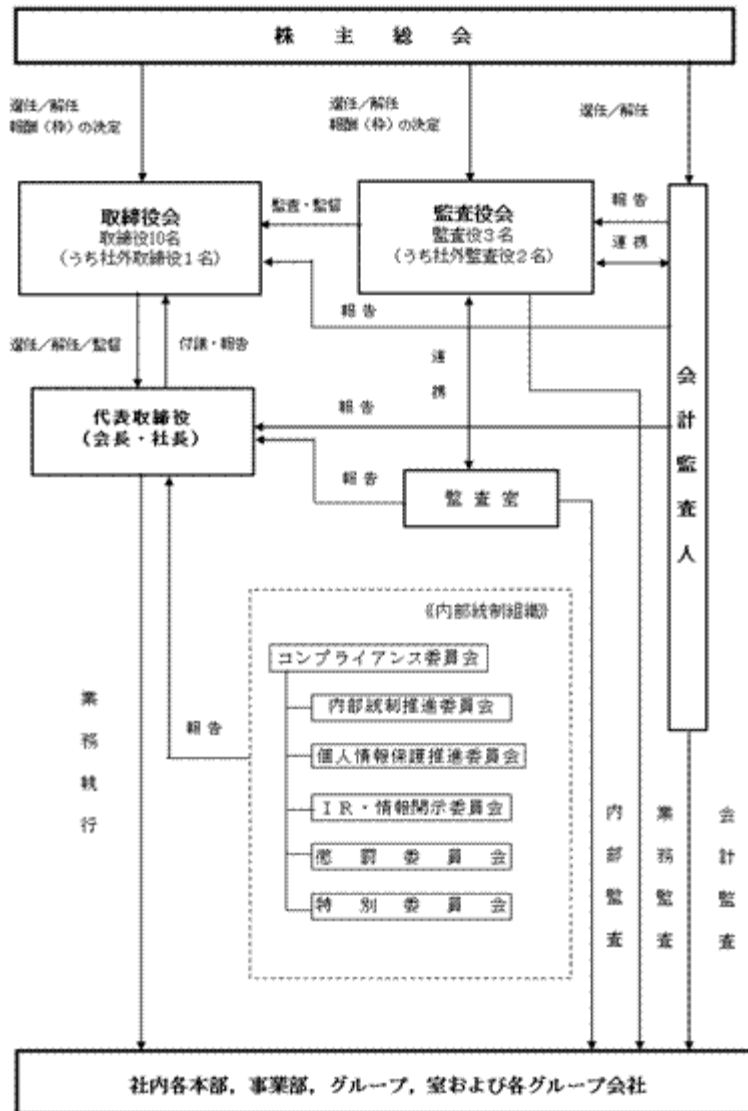 株主総会
選任／解任
報酬（枠）の決定
選任／解任
報酬（枠）の決定
選任／解任
取締役会
取締役10名
（うち社外取締役１名）
監査・監督
監査役会
監査役３名
（うち社外監査役２名）
報告
連携
報告
選任／解任／監督
付議・報告
連携
代表取締役
（会長・社長）
報告
報告
監査室
会計監査人
《内部統制組織》
コンプライアンス委員会
内部統制推進委員会
個人情報保護推進委員会
ＩＲ・情報開示委員会
懲罰委員会
特別委員会
報告
業務執行
内部監査
業務監査
会計監査
社内各本部，事業部，グループ，室および各グループ会社